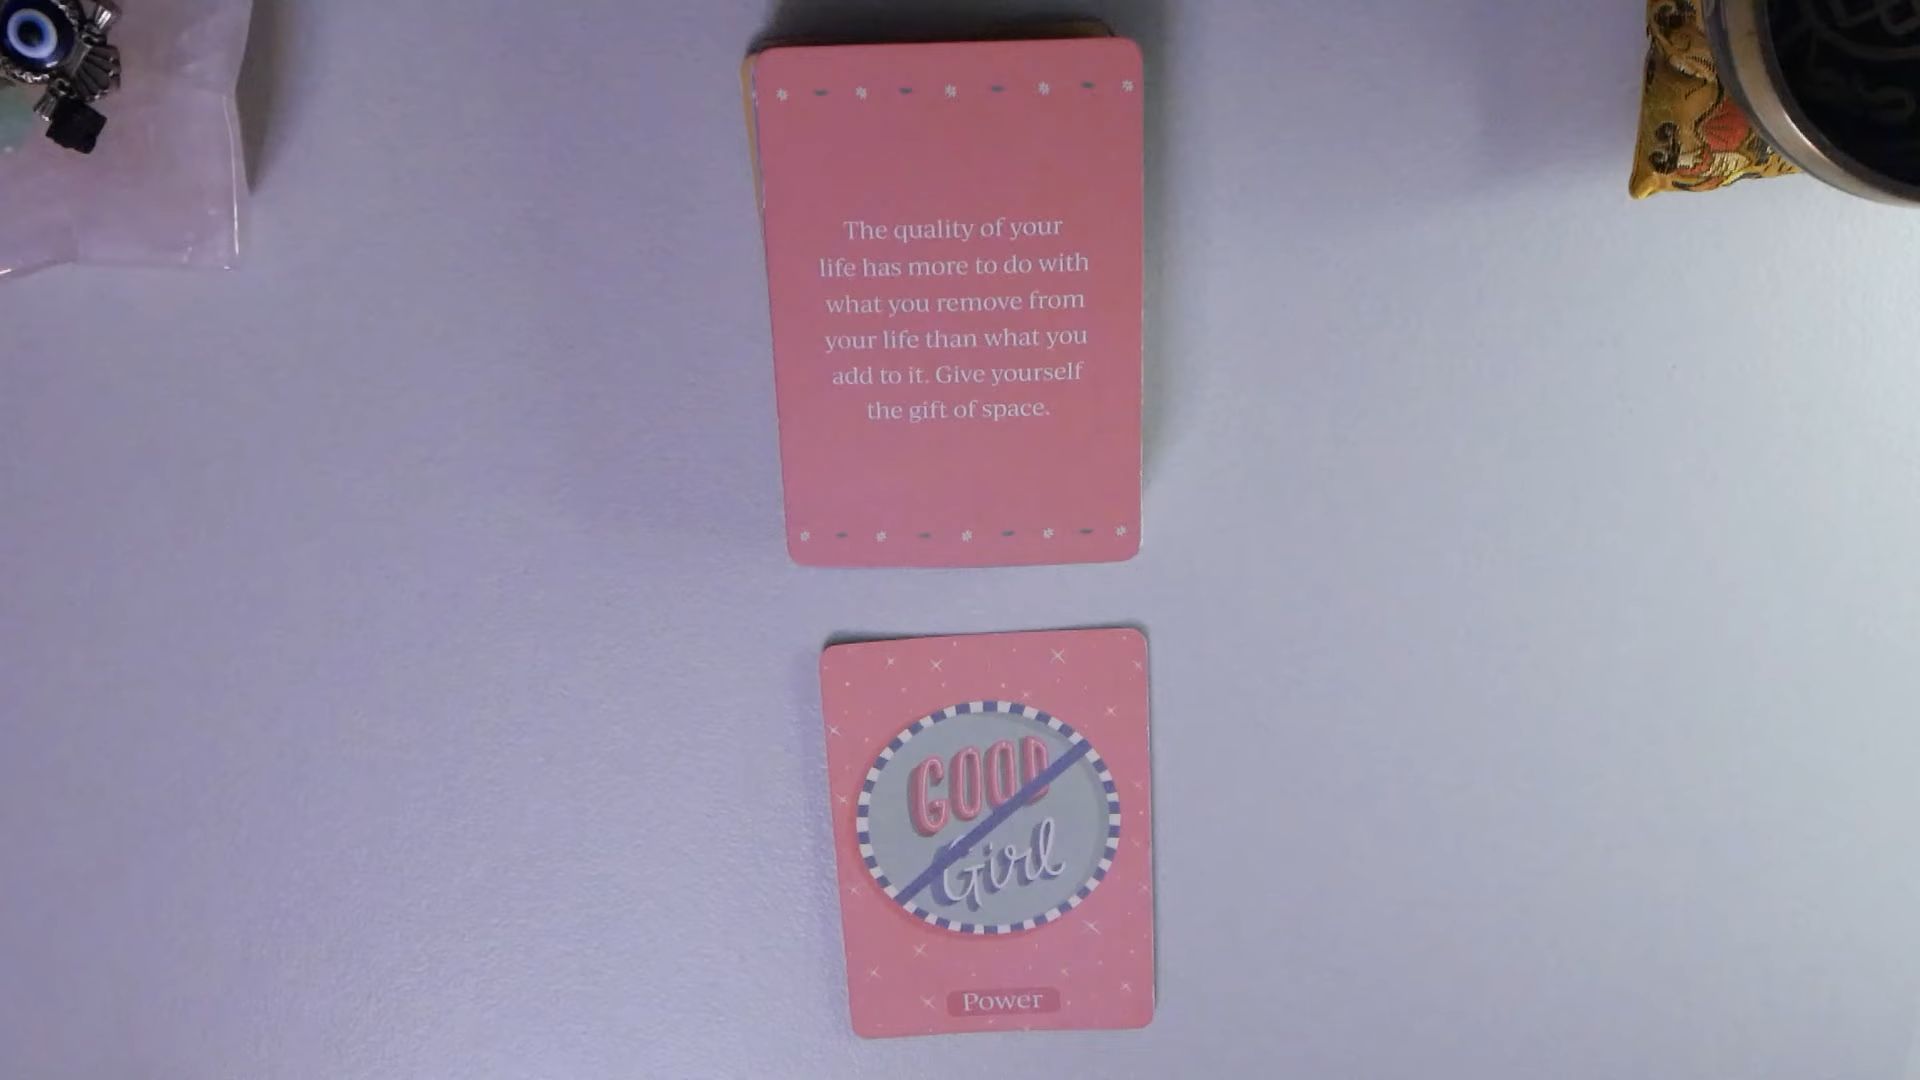 The quality of your
life has more to do with
what you remove from
your life than what you
add to it. Give yourself
the gift of space.
GOOD
Girl
Power